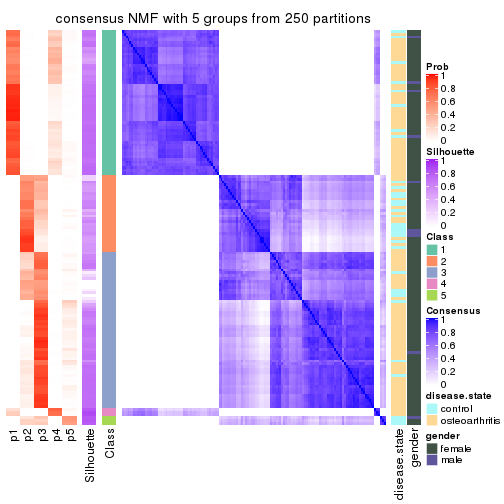 consensus NMF with 5 groups from 250 partitions
Prob
1
0.8
0.6
0.4
0.2
0
Silhouette
1
0.8
0.6
0.4
0.2
0
Class
1
2
3
4
5
Consensus
1
0.8
0.6
0.4
0.2
0
disease.state
control
osteoarthritis
gender
female
male
p1
p2
p3
p4
p5
Silhouette
Class
disease.state
gender